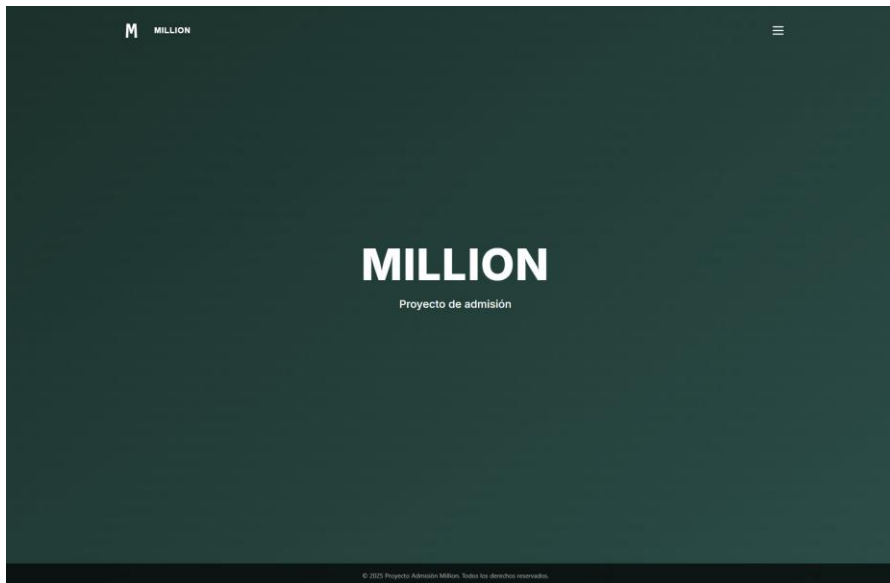 M MILLION
MILLION
Proyecto de admisión
© 2025 Proyecto Admisión Million. Todos los derechos reservados.